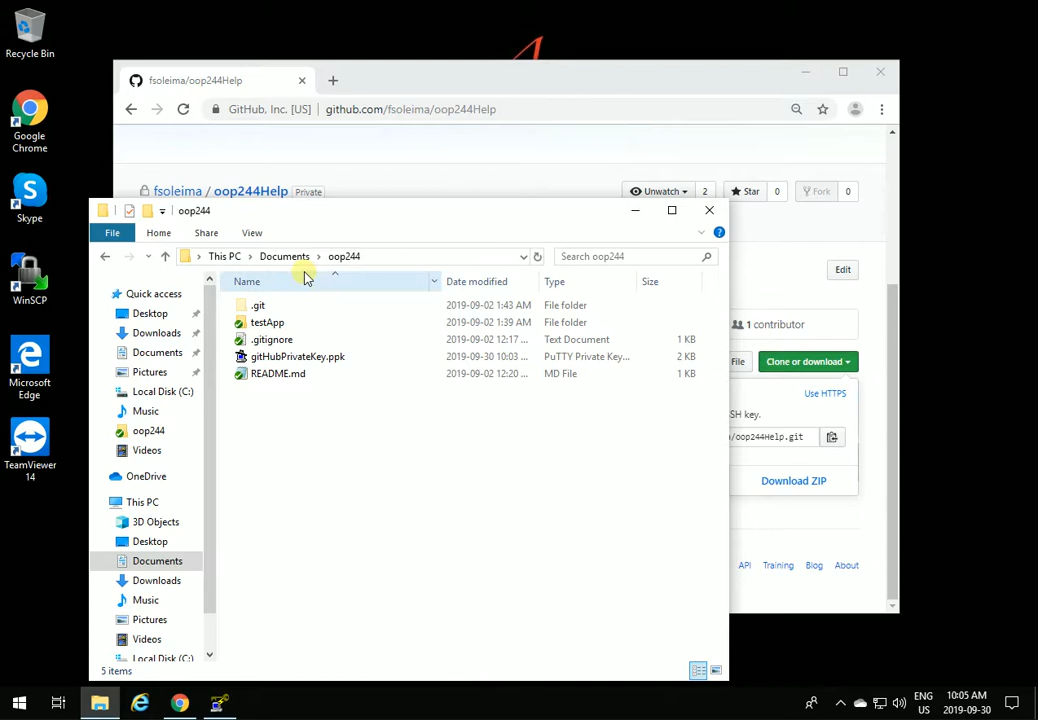 Recycle Bin
Google
Chrome
Skype
WinSCP
Microsoft
Edge
TeamViewer
14
fsoleima/oop244Help
GitHub, Inc. [US]
github.com/fsoleima/oop244Help
fsoleima / oop244Help Private
Unwatch 2 Star 0 Fork 0
Edit
1 contributor
File
Clone or download
Use HTTPS
SH key.
/oop244Help.git
Download ZIP
API Training Blog About
oop244
File Home Share View
This PC > Documents > oop244
Search oop244
Name Date modified Type Size
.git 2019-09-02 1:43 AM File folder
testApp 2019-09-02 1:39 AM File folder
.gitignore 2019-09-02 12:17 ... Text Document 1 KB
gitHubPrivateKey.ppk 2019-09-30 10:03 ... PuTTY Private Key... 2 KB
README.md 2019-09-02 12:20 ... MD File 1 KB
Quick access
Desktop
Downloads
Documents
Pictures
Local Disk (C:)
Music
oop244
Videos
OneDrive
This PC
3D Objects
Desktop
Documents
Downloads
Music
Pictures
Videos
Local Disk (C:)
5 items
ENG
US
10:05 AM
2019-09-30